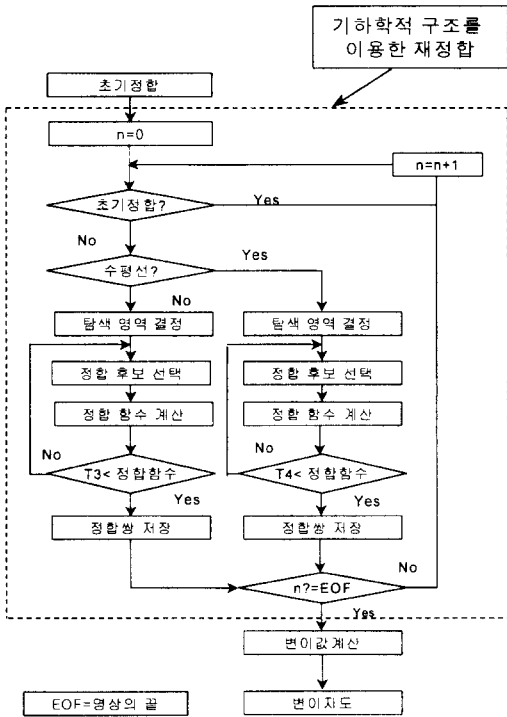 기하학적 구조를
이용한 재정합
초기정합
n=0
n=n+1
초기정합?
Yes
No
수평선?
Yes
No
탐색 영역 결정
탐색 영역 결정
정합 후보 선택
정합 후보 선택
정합 함수 계산
정합 함수 계산
No
No
T3< 정합함수
T4< 정합함수
Yes
Yes
정합쌍 저장
정합쌍 저장
No
n?=EOF
Yes
변이값계산
EOF=영상의 끝
변이지도